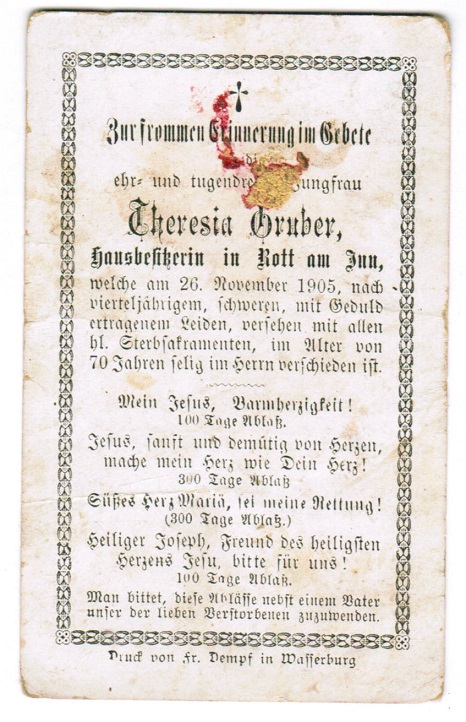 Zur frommen Erinnerung im Gebete
ehr- und Jungfrau
Theresia Gruber,
Hausbesitzerin in Rott am Inn,
welche am 26. November 1905, nach
vierteljährigem, schweren, mit Geduld
ertragenem Leiden, versehen mit allen
hl. Sterbsakramenten, im Alter von
70 Jahren selig im Herrn verschieden ist.
Mein Jesus, Barmherzigkeit!
100 Tage Ablaß.
Jesus, sanft und demütig von Herzen,
mache mein Herz wie Dein Herz!
300 Tage Ablaß
Süßes Herz Mariä, sei meine Rettung!
(300 Tage Ablaß.)
Heiliger Joseph, Freund des heiligsten
Herzens Jesu, bitte für uns!
100 Tage Ablaß.
Man bittet, diese Ablässe nebst einem Vater
unser der lieben Verstorbenen zuzuwenden.
Druck von Fr. Dempf in Wasserburg